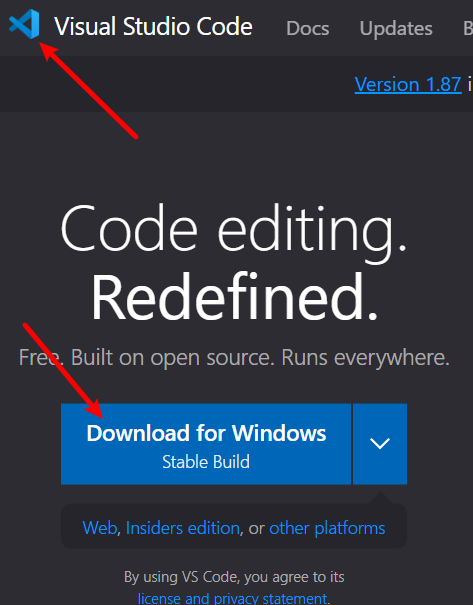 Visual Studio Code Docs Updates B
Version 1.87 i
Code editing.
Redefined.
Free. Built on open source. Runs everywhere.
Download for Windows
Stable Build
Web, Insiders edition, or other platforms
By using VS Code, you agree to its
license and privacy statement.